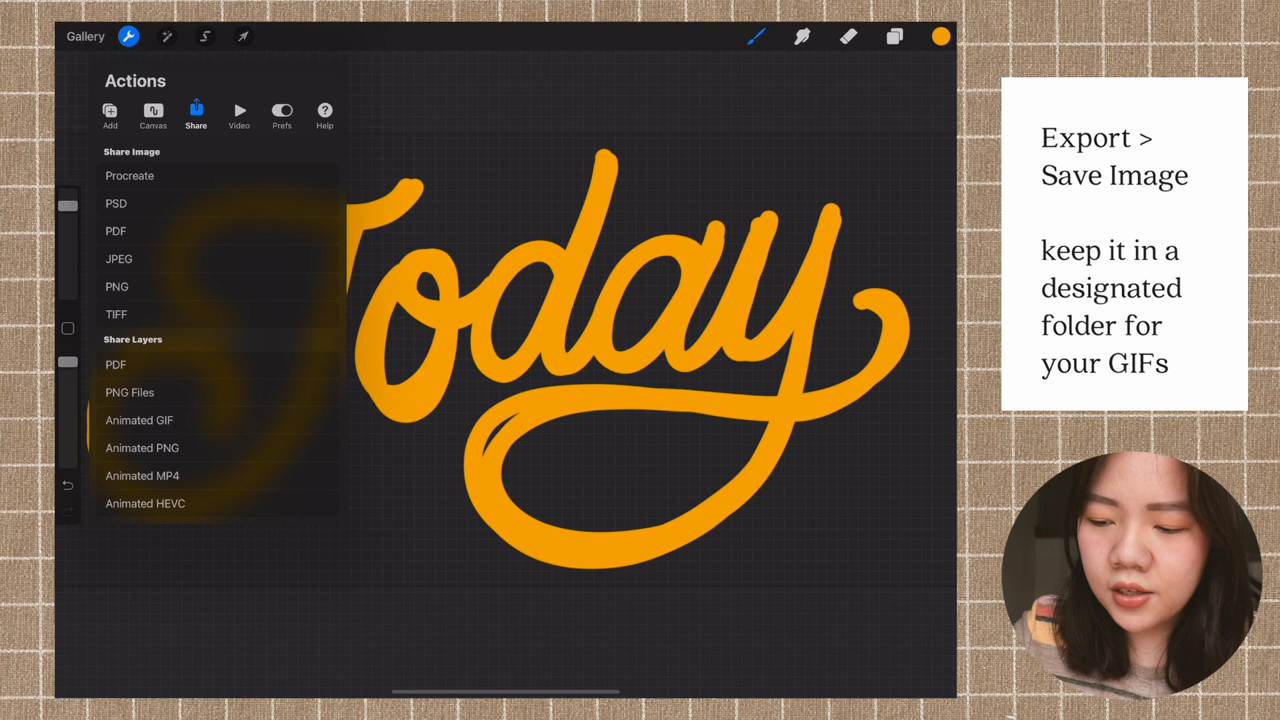 Gallery
Actions
Add Canvas Share Video Prefs Help
Share Image
Procreate
PSD
PDF
JPEG
PNG
TIFF
Share Layers
PDF
PNG Files
Animated GIF
Animated PNG
Animated MP4
Animated HEVC
Today
Export >
Save Image
keep it in a
designated
folder for
your GIFs